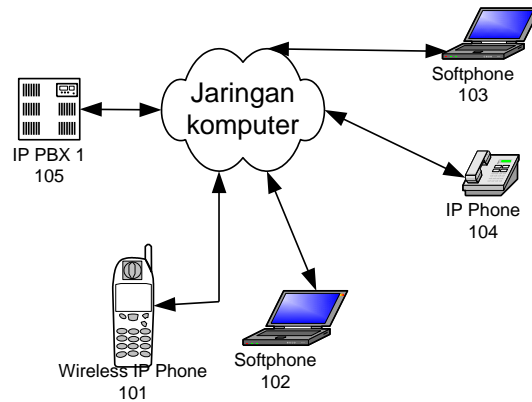 Jaringan
komputer
Softphone
103
IP PBX 1
105
IP Phone
104
Wireless IP Phone
101
Softphone
102